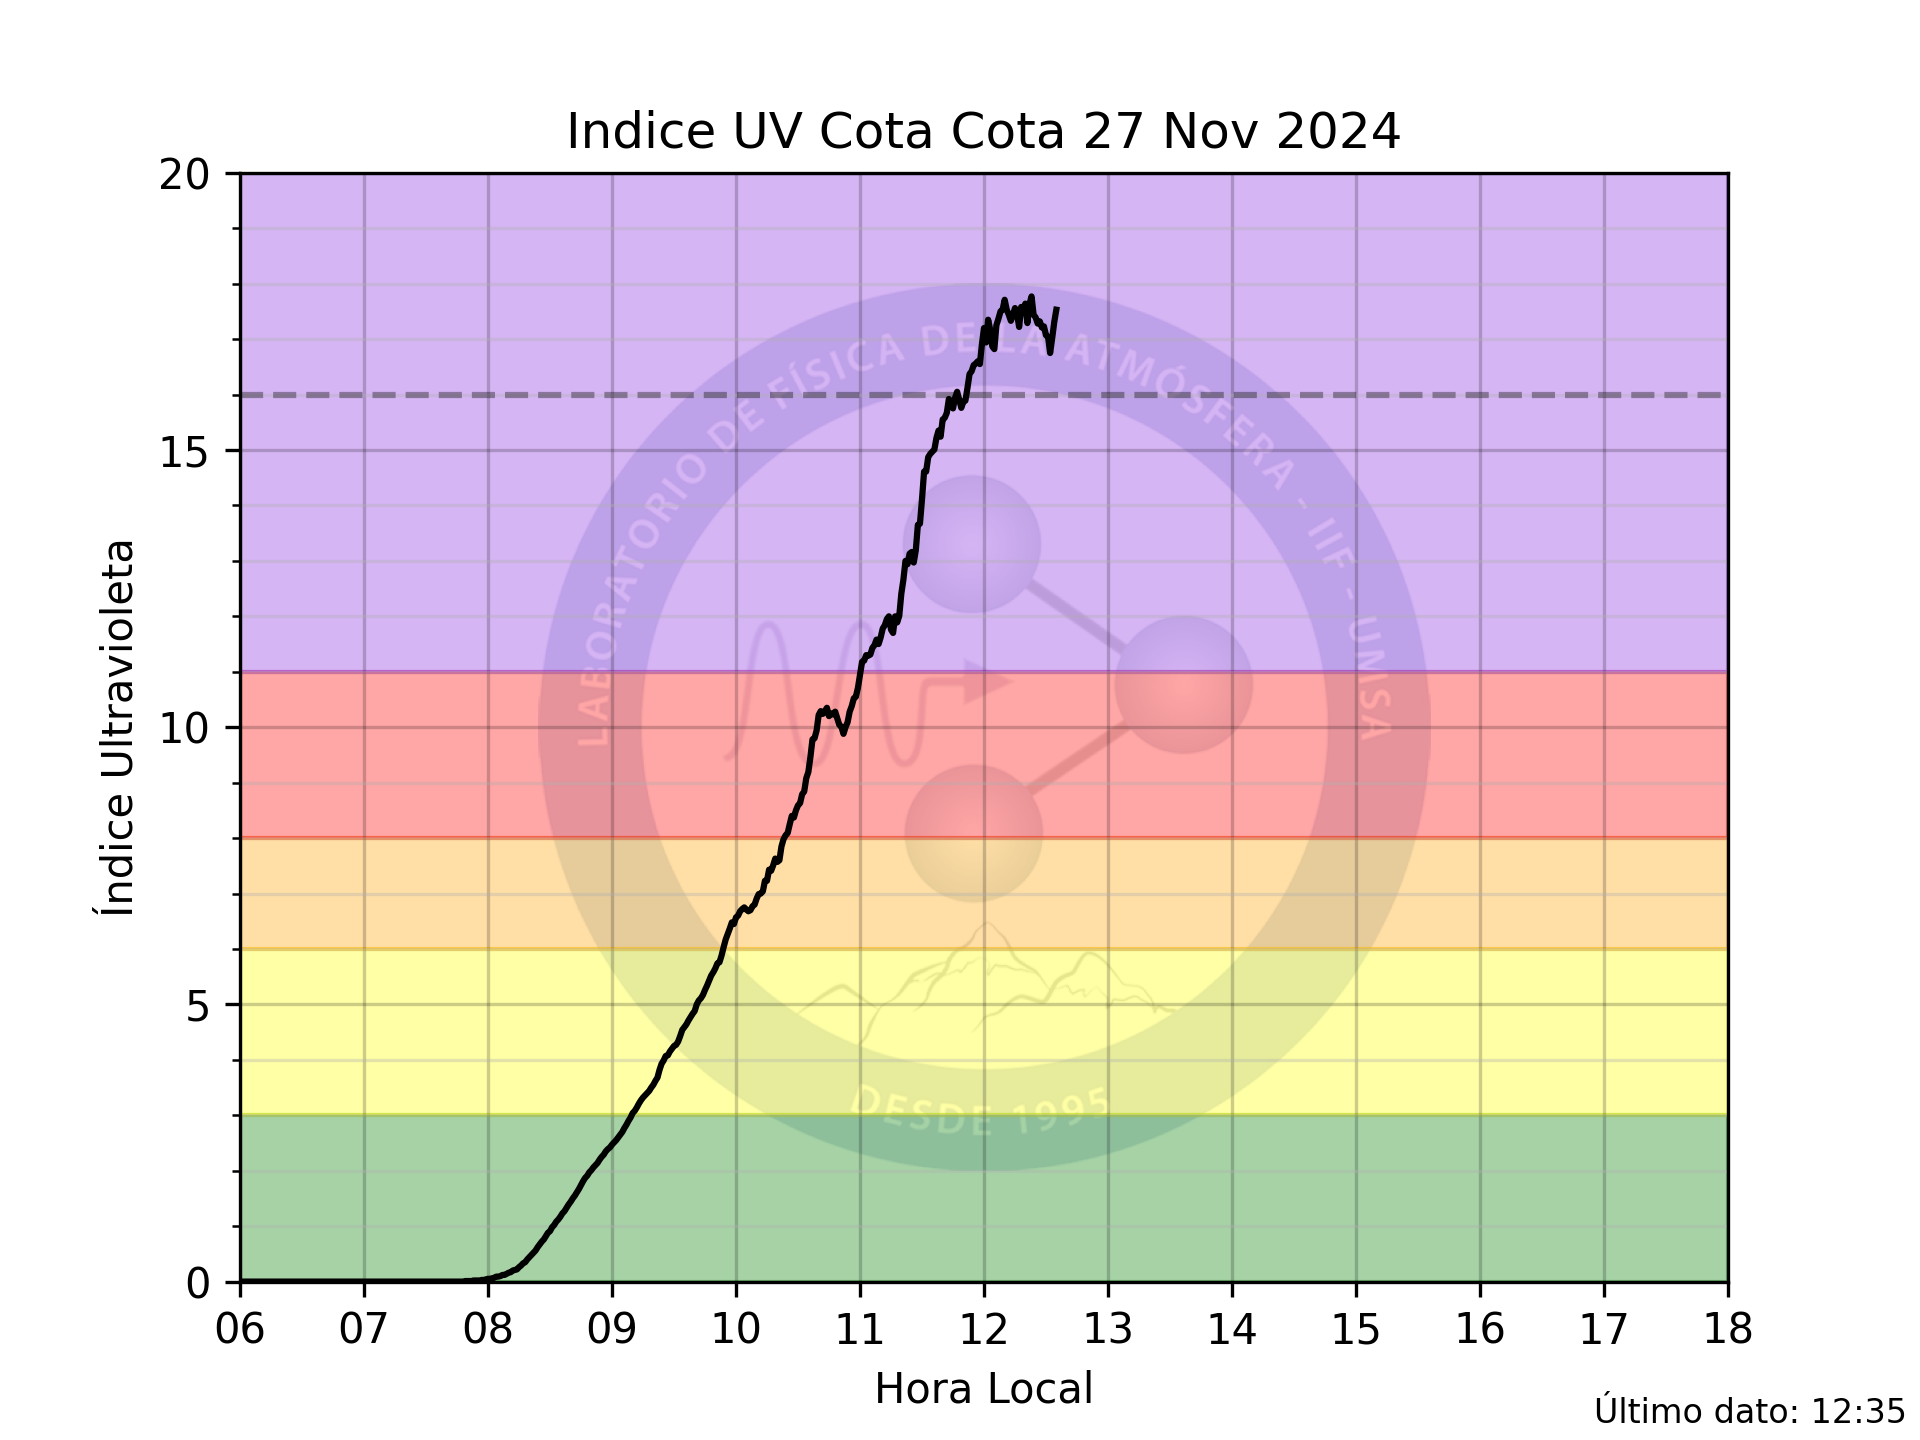 Indice UV Cota Cota 27 Nov 2024
20
15
10
5
0
Índice Ultravioleta
LABORATORIO DE FÍSICA DE LA ATMÓSFERA - IIF - UMSA
DESDE 1995
06 07 08 09 10 11 12 13 14 15 16 17 18
Hora Local
Último dato: 12:35